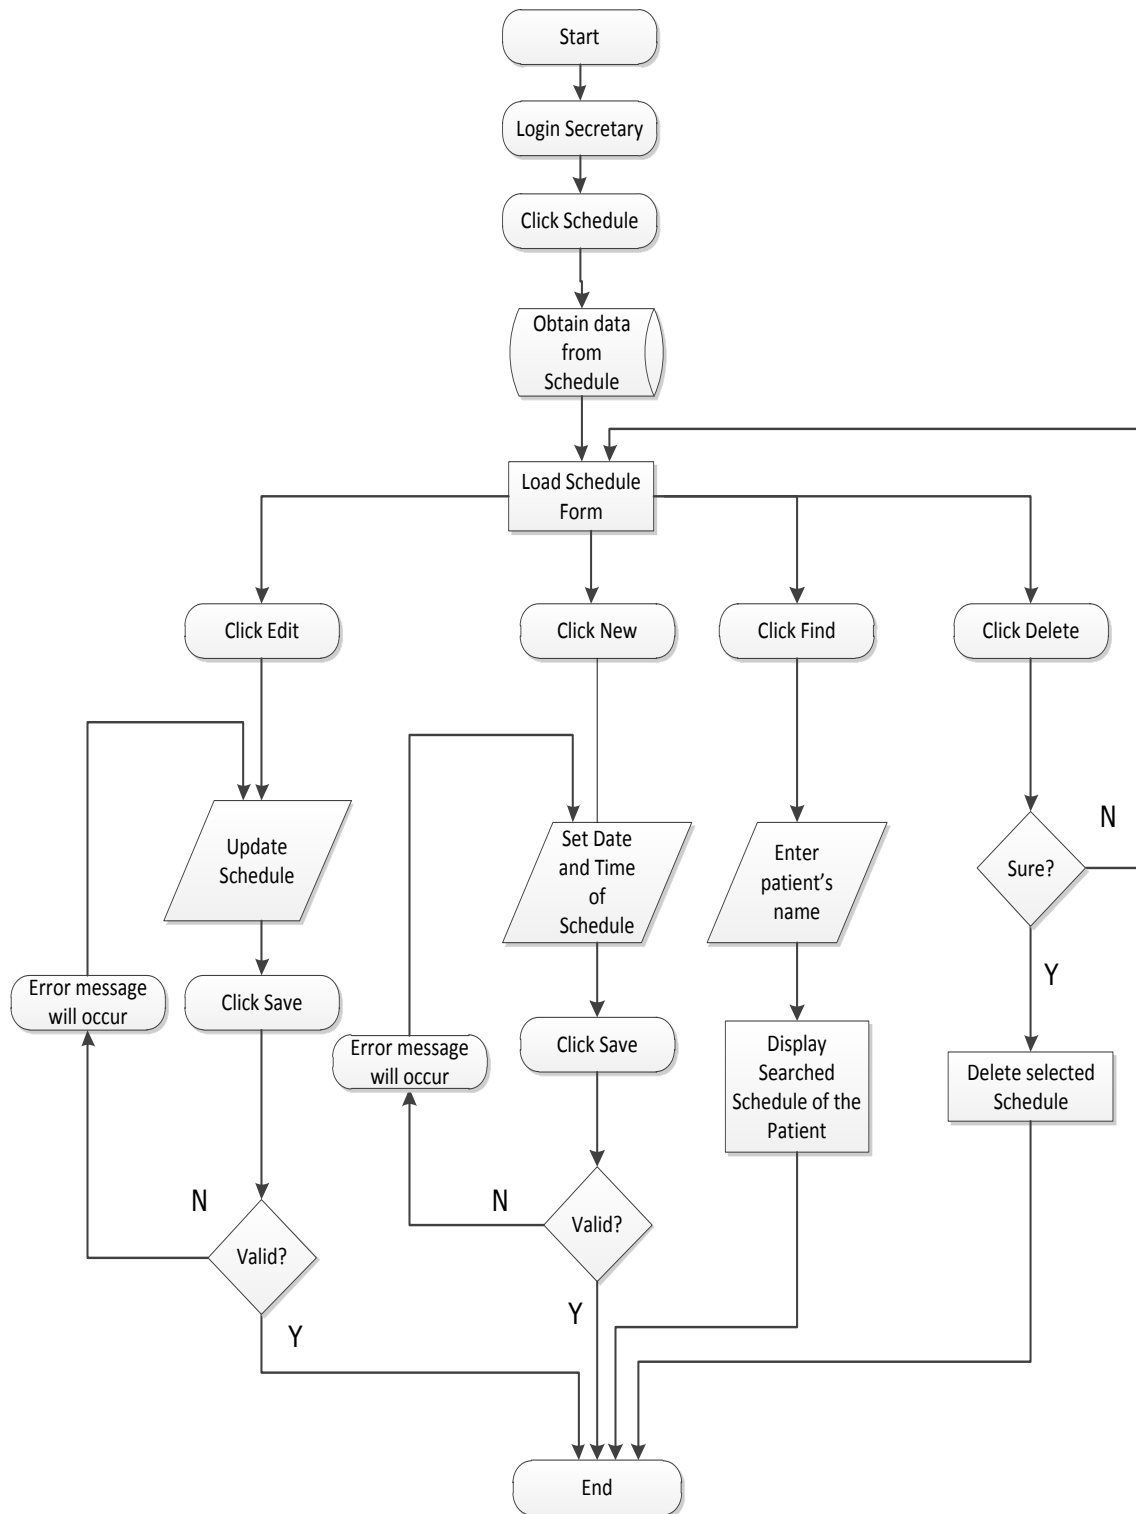 Start
Login Secretary
Click Schedule
Obtain data
from
Schedule
Load Schedule
Form
Click Edit
Click New
Click Find
Click Delete
Update
Schedule
Set Date
and Time
of
Schedule
Enter
patient's
name
Sure?
N
Y
Error message
will occur
Click Save
Error message
will occur
Click Save
Display
Searched
Schedule of the
Patient
Delete selected
Schedule
N
Valid?
Y
N
Valid?
Y
End